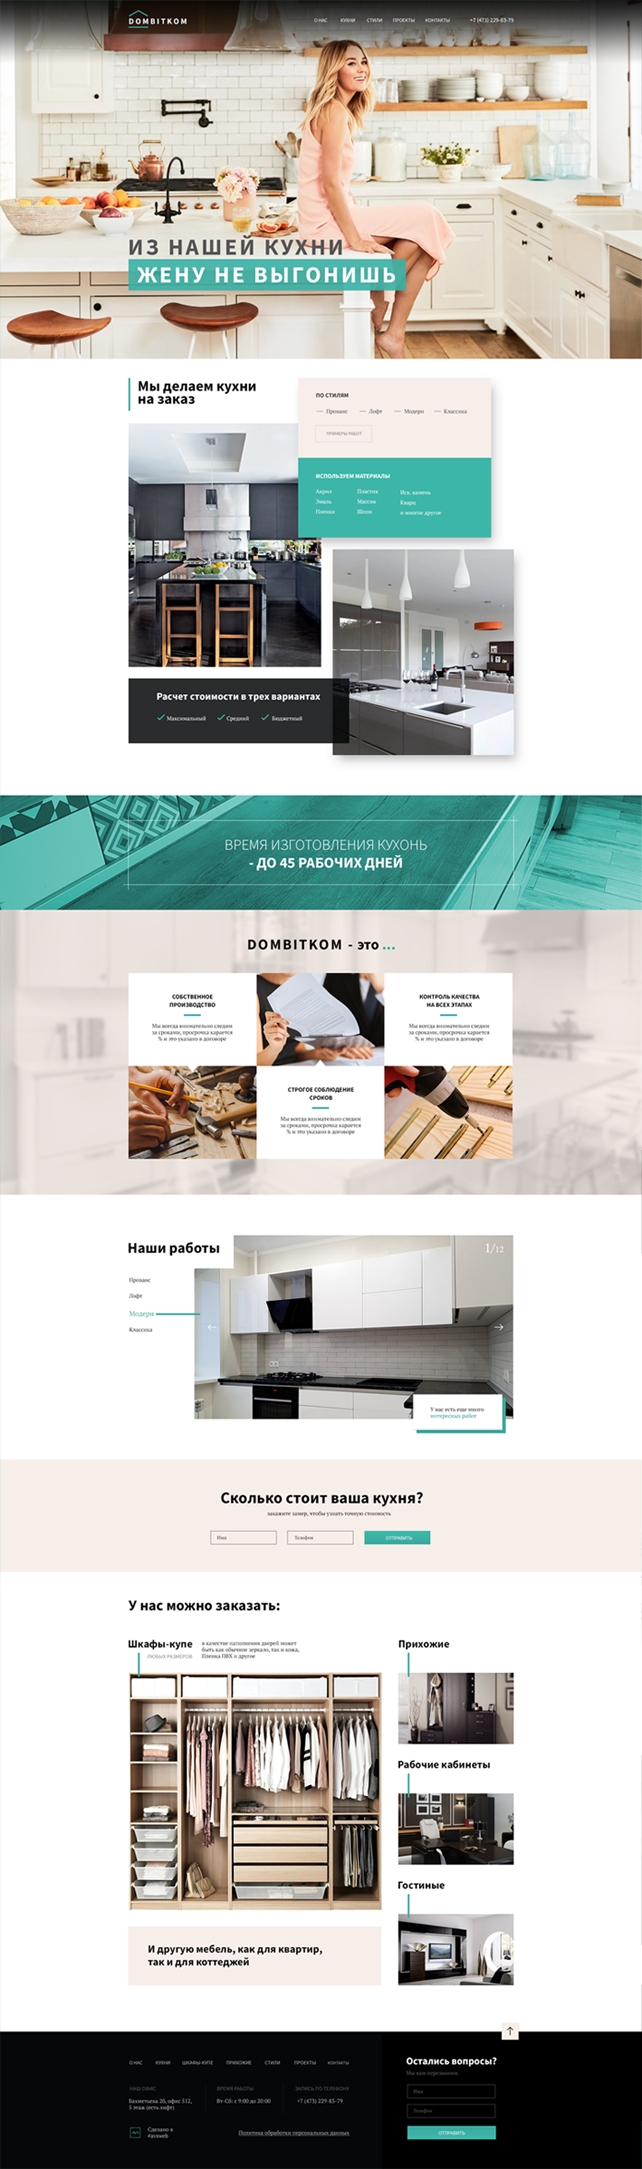 DOMBITKOM
О НАС КУХНИ СТИЛИ ПРОЕКТЫ КОНТАКТЫ +7 (473) 229-83-79
ИЗ НАШЕЙ КУХНИ
ЖЕНУ НЕ ВЫГОНИШЬ
Мы делаем кухни
на заказ
ПО СТИЛЯМ
Прованс Лофт Модерн Классика
ПРИМЕРЫ РАБОТ
ИСПОЛЬЗУЕМ МАТЕРИАЛЫ
Акрил Пластик Иск. камень
Эмаль Массив Кварц
Пленки Шпон и многие другое
Расчет стоимости в трех вариантах
Максимальный Средний Бюджетный
ВРЕМЯ ИЗГОТОВЛЕНИЯ КУХОНЬ
- ДО 45 РАБОЧИХ ДНЕЙ
DOMBITKOM - это ...
СОБСТВЕННОЕ
ПРОИЗВОДСТВО
Мы всегда внимательно следим
за сроками, просрочка карается
% и это указано в договоре
КОНТРОЛЬ КАЧЕСТВА
НА ВСЕХ ЭТАПАХ
Мы всегда внимательно следим
за сроками, просрочка карается
% и это указано в договоре
СТРОГОЕ СОБЛЮДЕНИЕ
СРОКОВ
Мы всегда внимательно следим
за сроками, просрочка карается
% и это указано в договоре
Наши работы
1/12
Прованс
Лофт
Модерн
Классика
У нас есть еще много
интересных работ
Сколько стоит ваша кухня?
закажите замер, чтобы узнать точную стоимость
Имя Телефон ОТПРАВИТЬ
У нас можно заказать:
Шкафы-купе
ЛЮБЫХ РАЗМЕРОВ
в качестве наполнения дверей может
быть как обычное зеркало, так и кожа,
Пленка ПВХ и другое
Прихожие
Рабочие кабинеты
Гостиные
И другую мебель, как для квартир,
так и для коттеджей
О НАС КУХНИ ШКАФЫ-КУПЕ ПРИХОЖИЕ СТИЛИ ПРОЕКТЫ КОНТАКТЫ
НАШ ОФИС ВРЕМЯ РАБОТЫ ЗАПИСЬ ПО ТЕЛЕФОНУ
Бахметьева 2б, офис 512, Вт-Сб: с 9:00 до 20:00 +7 (473) 229-83-79
5 этаж (есть лифт)
Сделано в
Политика обработки персональных данных
Остались вопросы?
Мы вам перезвоним
Имя
Телефон
ОТПРАВИТЬ